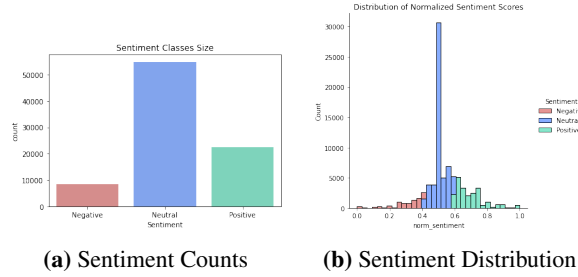 Sentiment Classes Size
50000
40000
30000
20000
10000
0
count
Negative Neutral Positive
Sentiment
(a) Sentiment Counts
Distribution of Normalized Sentiment Scores
30000
25000
20000
15000
10000
5000
0
Count
0.0 0.2 0.4 0.6 0.8 1.0
norm_sentiment
Sentiment
Negativ
Neutra
Positive
(b) Sentiment Distribution